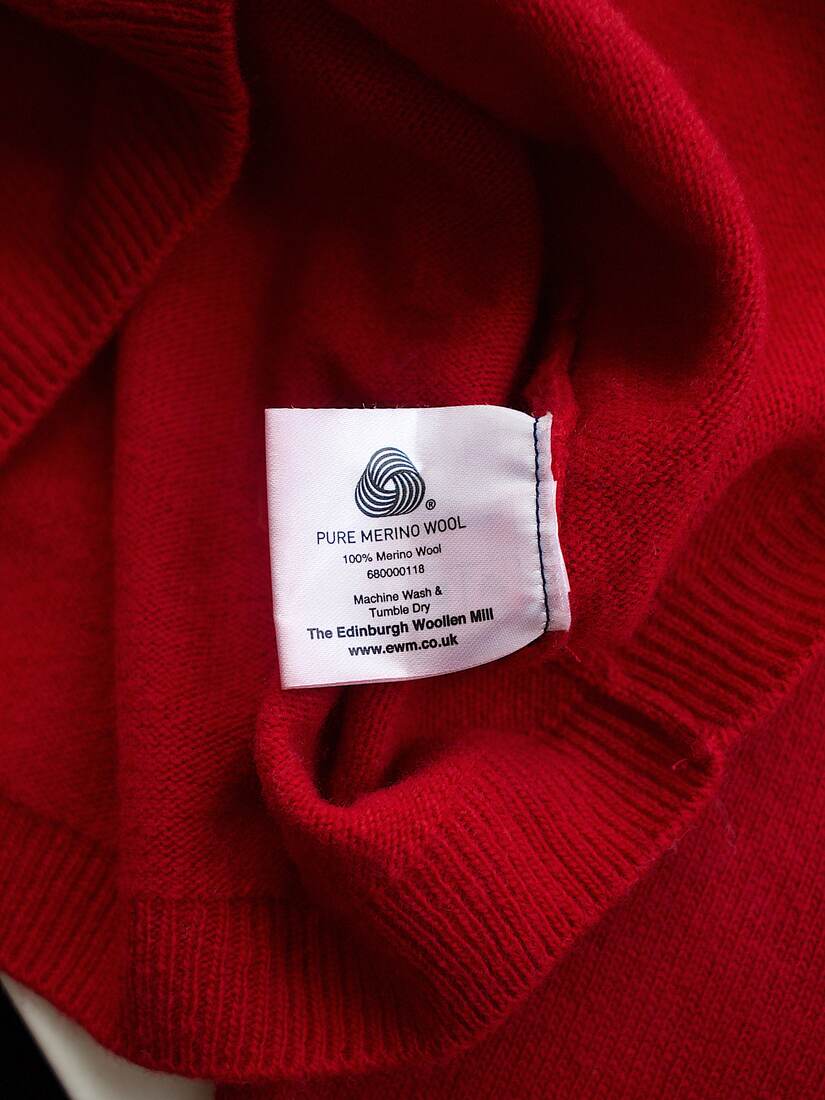 ®
PURE MERINO WOOL
100% Merino Wool
680000118
Machine Wash &
Tumble Dry
The Edinburgh Woollen Mill
www.ewm.co.uk